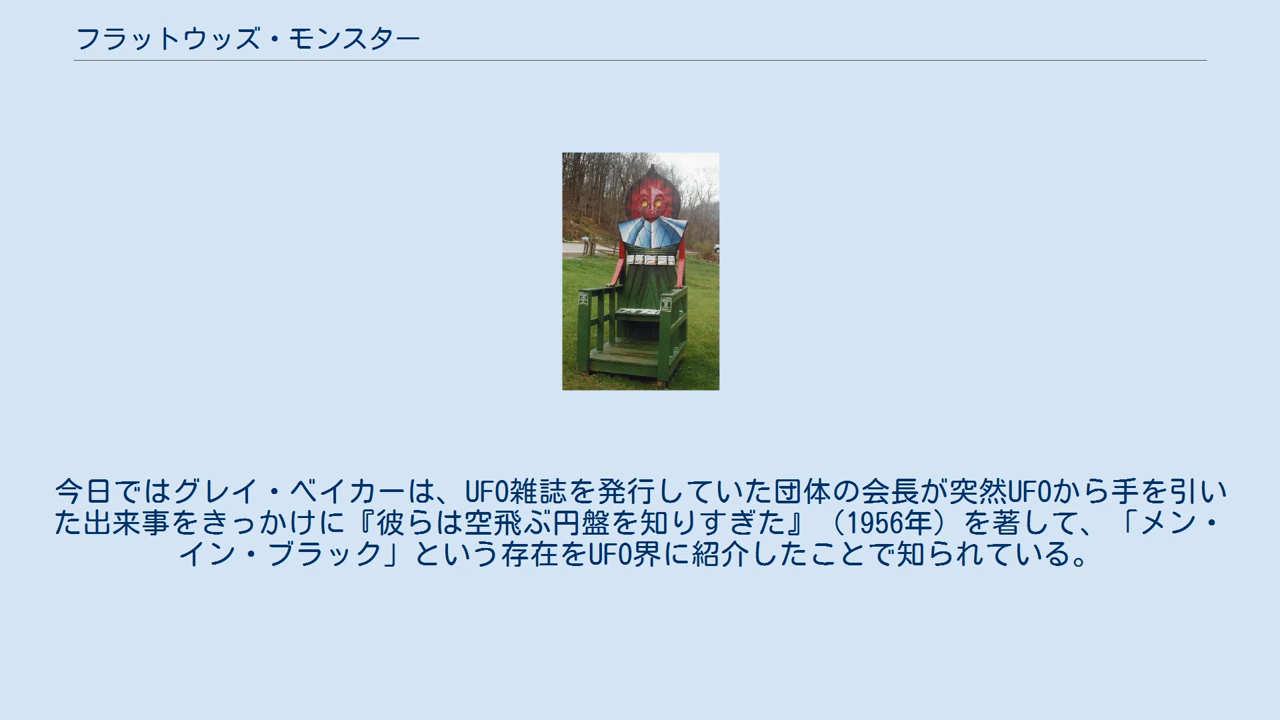 フラットウッズ・モンスター
今日ではグレイ・ベイカーは、UFO雑誌を発行していた団体の会長が突然UFOから手を引い
た出来事をきっかけに『彼らは空飛ぶ円盤を知りすぎた』（1956年）を著して、「メン・
イン・ブラック」という存在をUFO界に紹介したことで知られている。